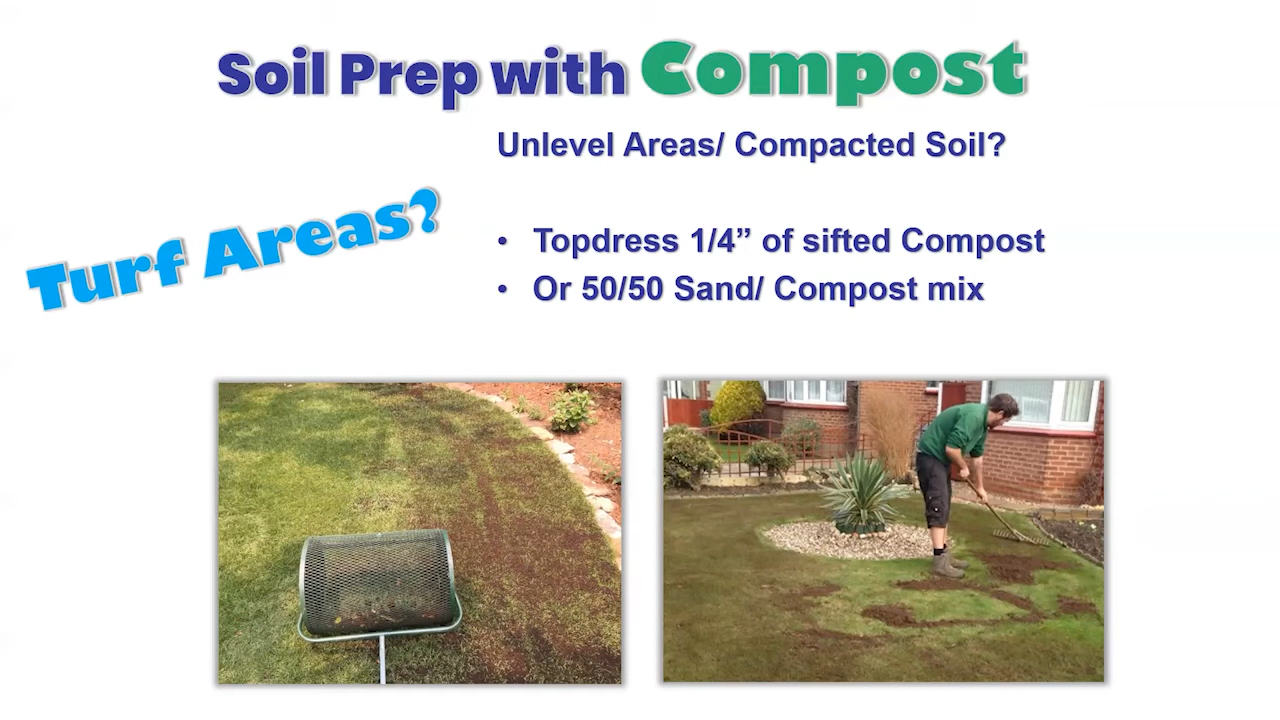 Soil Prep with Compost
Unlevel Areas/ Compacted Soil?
Turf Areas?
• Topdress 1/4” of sifted Compost
• Or 50/50 Sand/ Compost mix